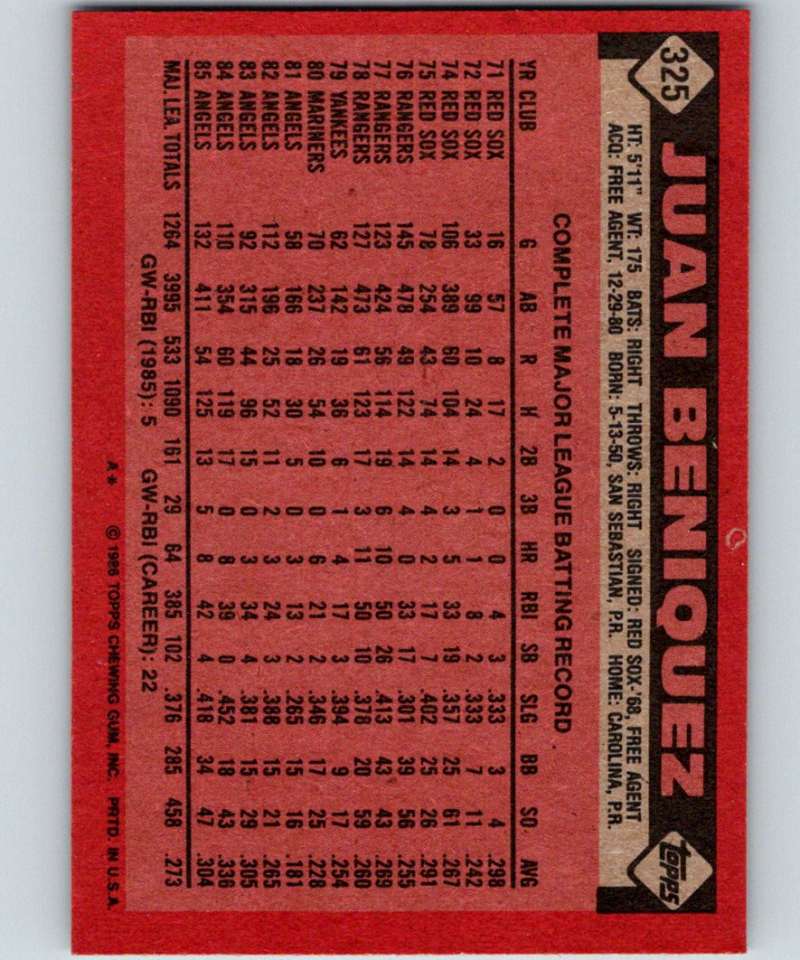 325
JUAN BENIQUEZ
TOPPS
HT: 5'11" WT: 175 BATS: RIGHT THROWS: RIGHT SIGNED: RED SOX-'68, FREE AGENT
ACQ: FREE AGENT, 12-29-80 BORN: 5-13-50, SAN SEBASTIAN, P.R. HOME: CAROLINA, P.R.
COMPLETE MAJOR LEAGUE BATTING RECORD
YR CLUB G AB R H 2B 3B HR RBI SB SLG BB SO AVG
71 RED SOX 16 57 8 17 2 0 0 4 3 .333 3 4 .298
72 RED SOX 33 99 10 24 4 1 1 8 2 .333 7 11 .242
74 RED SOX 106 389 60 104 14 3 5 33 19 .357 25 61 .267
75 RED SOX 78 254 43 74 14 4 2 17 7 .402 25 26 .291
76 RANGERS 145 478 49 122 14 4 0 33 17 .301 39 56 .255
77 RANGERS 123 424 56 114 19 6 10 50 26 .413 43 43 .269
78 RANGERS 127 473 61 123 17 3 11 50 10 .378 20 59 .260
79 YANKEES 62 142 19 36 6 1 4 17 3 .394 9 17 .254
80 MARINERS 70 237 26 54 10 0 6 21 2 .346 17 25 .228
81 ANGELS 58 166 18 30 5 0 3 13 2 .265 15 16 .181
82 ANGELS 112 196 25 52 11 2 3 24 3 .388 15 21 .265
83 ANGELS 92 315 44 96 15 0 3 34 4 .381 15 29 .305
84 ANGELS 110 354 60 119 17 0 8 39 0 .452 18 43 .336
85 ANGELS 132 411 54 125 13 5 8 42 4 .418 34 47 .304
MAJ. LEA. TOTALS 1264 3995 533 1090 161 29 64 385 102 .376 285 458 .273
GW-RBI (1985): 5 GW-RBI (CAREER): 22
A* © 1986 TOPPS CHEWING GUM, INC. PRTD. IN U.S.A.